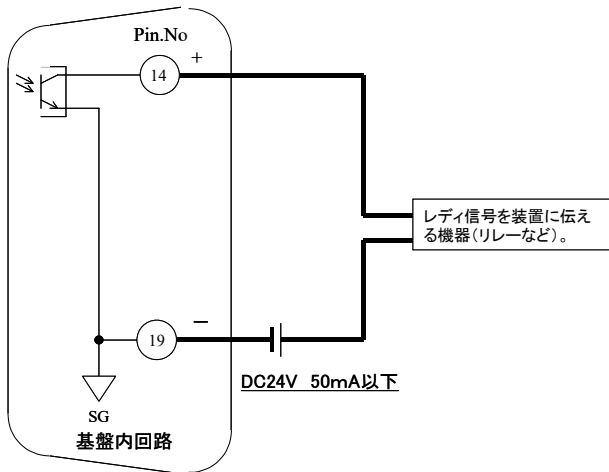 Pin.No
14
+
レディ信号を装置に伝え
る機器(リレーなど)。
19
−
DC24V 50mA以下
SG
基盤内回路